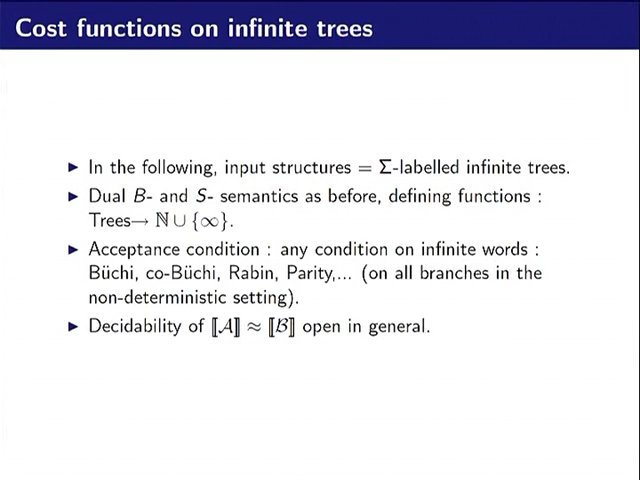 Cost functions on infinite trees
▶ In the following, input structures = Σ-labelled infinite trees.
▶ Dual B- and S- semantics as before, defining functions :
Trees→ ℕ ∪ {∞}.
▶ Acceptance condition : any condition on infinite words :
Büchi, co-Büchi, Rabin, Parity,... (on all branches in the
non-deterministic setting).
▶ Decidability of ⟦𝒜⟧ ≈ ⟦ℬ⟧ open in general.